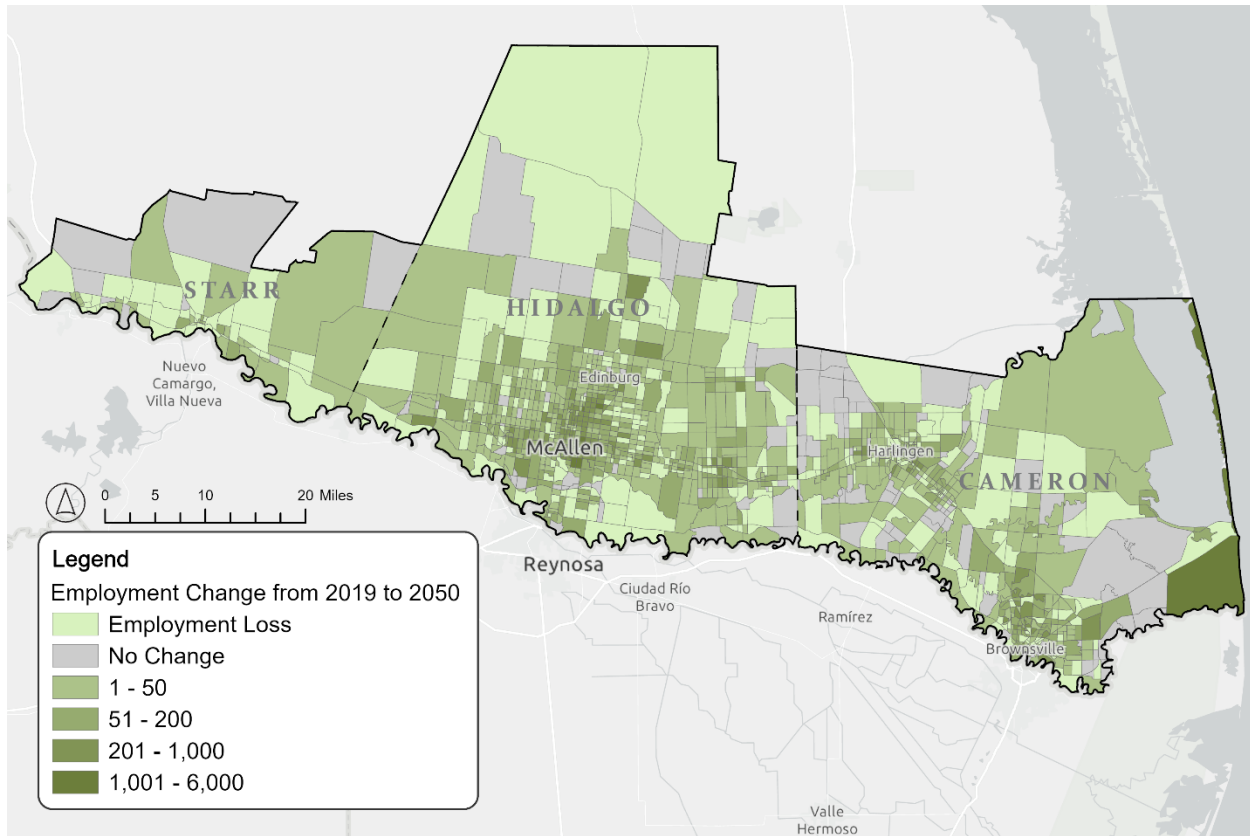 STARR
HIDALGO
Nuevo
Camargo,
Villa Nueva
Edinburg
McAllen
Harlingen
CAMERON
0 5 10 20 Miles
Reynosa
Ciudad Río
Bravo
Ramírez
Brownsville
Valle
Hermoso
Legend
Employment Change from 2019 to 2050
Employment Loss
No Change
1 - 50
51 - 200
201 - 1,000
1,001 - 6,000